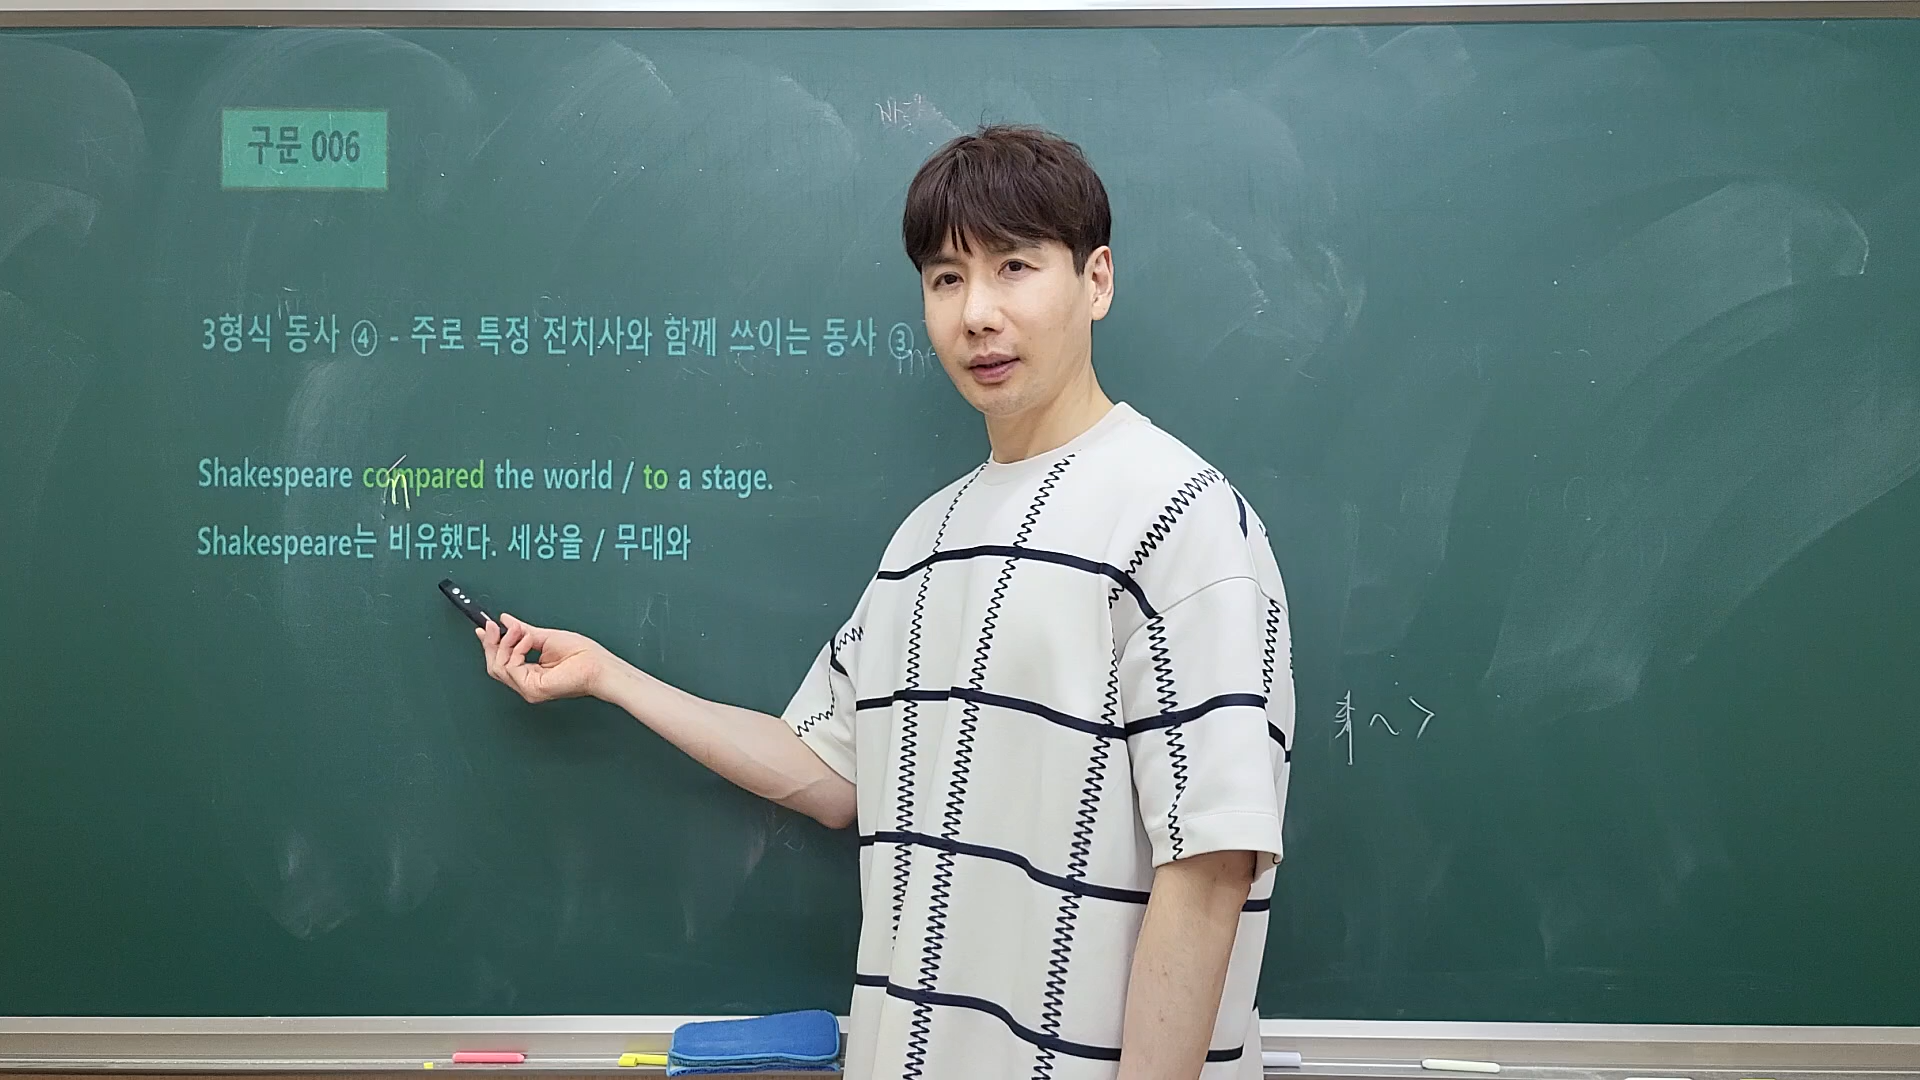 구문 006
3형식 동사 ④ - 주로 특정 전치사와 함께 쓰이는 동사 ③
Shakespeare compared the world / to a stage.
Shakespeare는 비유했다. 세상을 / 무대와